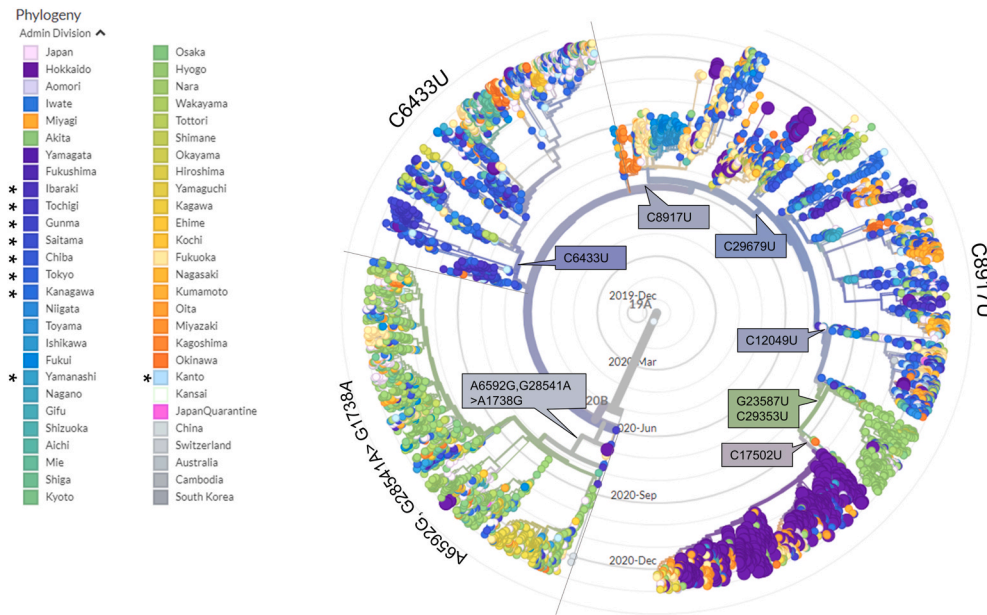 Phylogeny
Admin Division
Japan
Hokkaido
Aomori
Iwate
Miyagi
Akita
Yamagata
Fukushima
* Ibaraki
* Tochigi
* Gunma
* Saitama
* Chiba
* Tokyo
* Kanagawa
Niigata
Toyama
Ishikawa
Fukui
* Yamanashi
Nagano
Gifu
Shizuoka
Aichi
Mie
Shiga
Kyoto
Osaka
Hyogo
Nara
Wakayama
Tottori
Shimane
Okayama
Hiroshima
Yamaguchi
Kagawa
Ehime
Kochi
Fukuoka
Nagasaki
Kumamoto
Oita
Miyazaki
Kagoshima
Okinawa
* Kanto
Kansai
JapanQuarantine
China
Switzerland
Australia
Cambodia
South Korea
C6433U
C8917U
C29679U
C6433U
C8917U
2019-Dec
19A
C12049U
2020-Mar
A6592G,G28541A
>A1738G
20B
G23587U
C29353U
2020-Jun
C17502U
A6592G, G28541A> G1738A
2020-Sep
2020-Dec